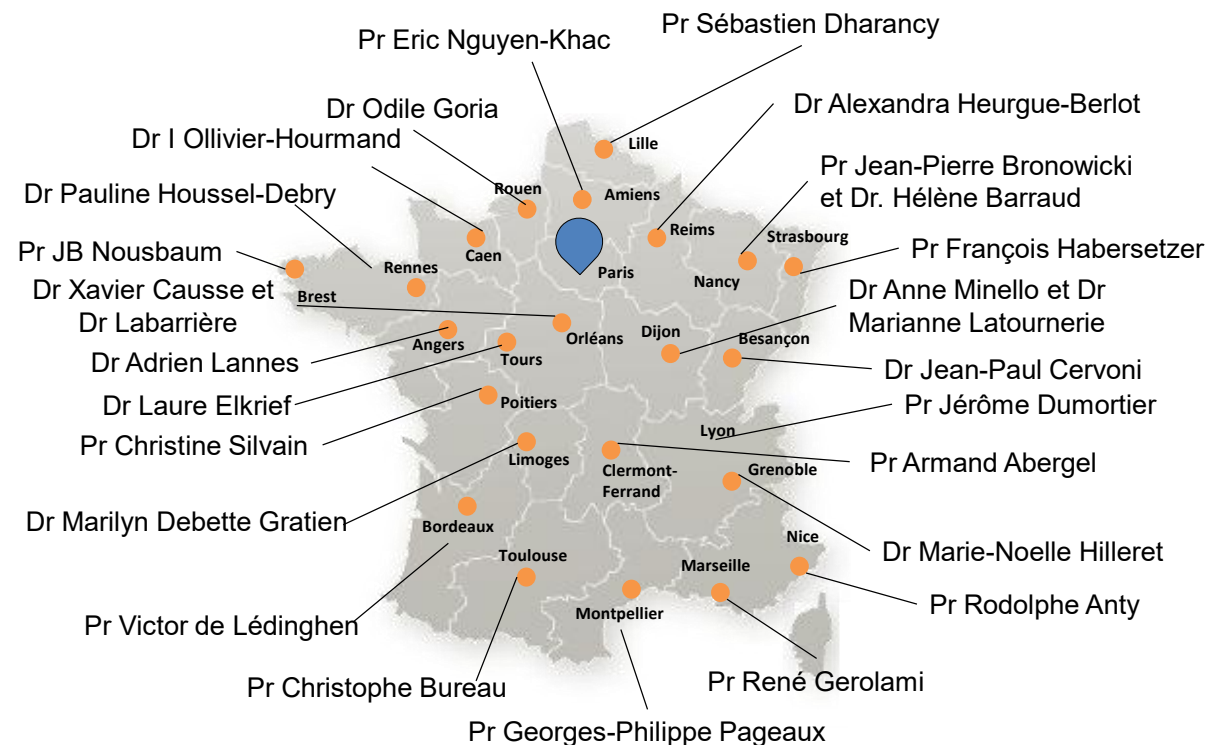 Pr Sébastien Dharancy
Pr Eric Nguyen-Khac
Dr Odile Goria
Dr Alexandra Heurgue-Berlot
Dr I Ollivier-Hourmand
Lille
Pr Jean-Pierre Bronowicki
et Dr. Hélène Barraud
Dr Pauline Houssel-Debry
Rouen
Amiens
Reims
Strasbourg
Pr JB Nousbaum
Caen
Pr François Habersetzer
Rennes
Paris
Nancy
Dr Xavier Causse et
Dr Labarrière
Brest
Dr Anne Minello et Dr
Marianne Latournerie
Orléans
Dijon
Besançon
Angers
Tours
Dr Adrien Lannes
Dr Jean-Paul Cervoni
Dr Laure Elkrief
Poitiers
Pr Jérôme Dumortier
Lyon
Pr Christine Silvain
Limoges
Clermont-
Ferrand
Grenoble
Pr Armand Abergel
Dr Marilyn Debette Gratien
Bordeaux
Nice
Toulouse
Marseille
Dr Marie-Noelle Hilleret
Montpellier
Pr Rodolphe Anty
Pr Victor de Lédinghen
Pr Christophe Bureau
Pr René Gerolami
Pr Georges-Philippe Pageaux